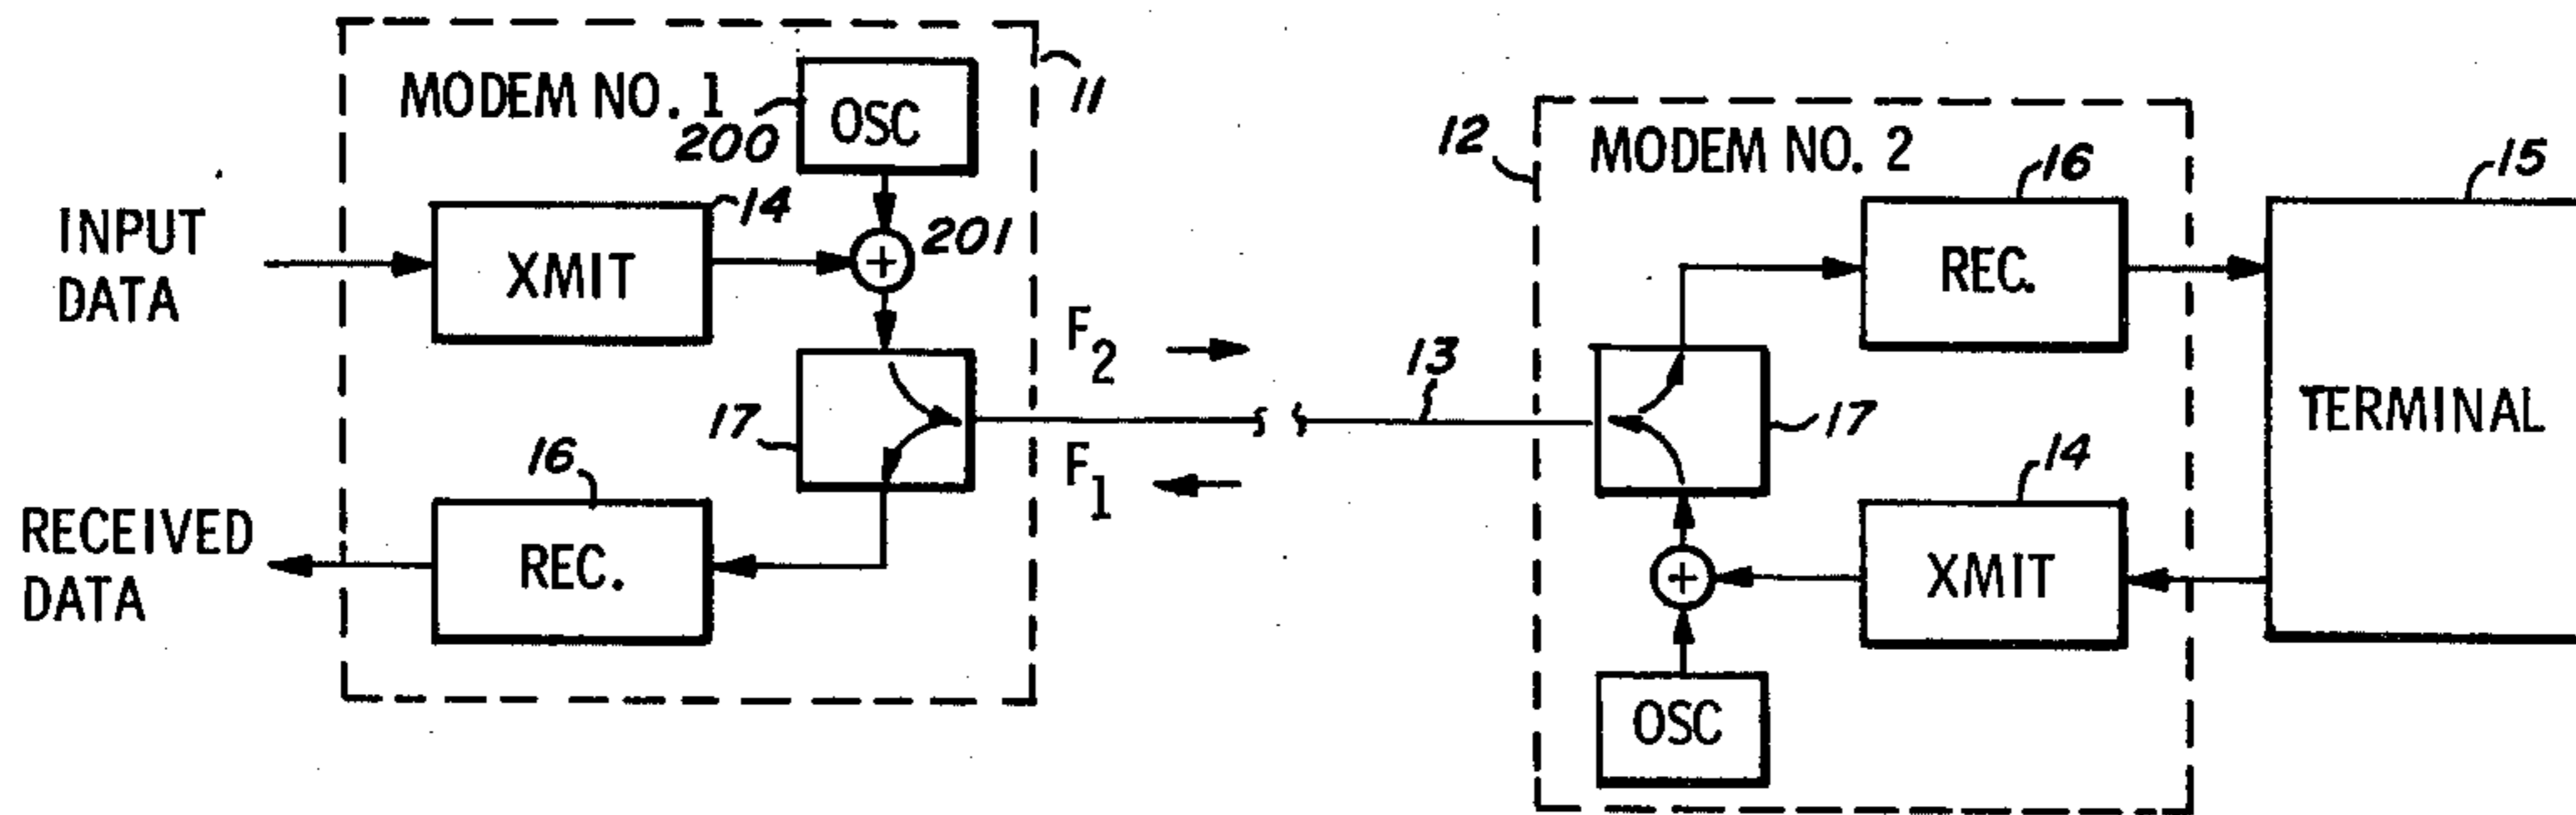 MODEM NO. 1
200
OSC
11
INPUT
DATA
XMIT
14
201
17
F2
F1
RECEIVED
DATA
16
REC.
13
12
MODEM NO. 2
16
REC.
15
TERMINAL
17
14
XMIT
OSC